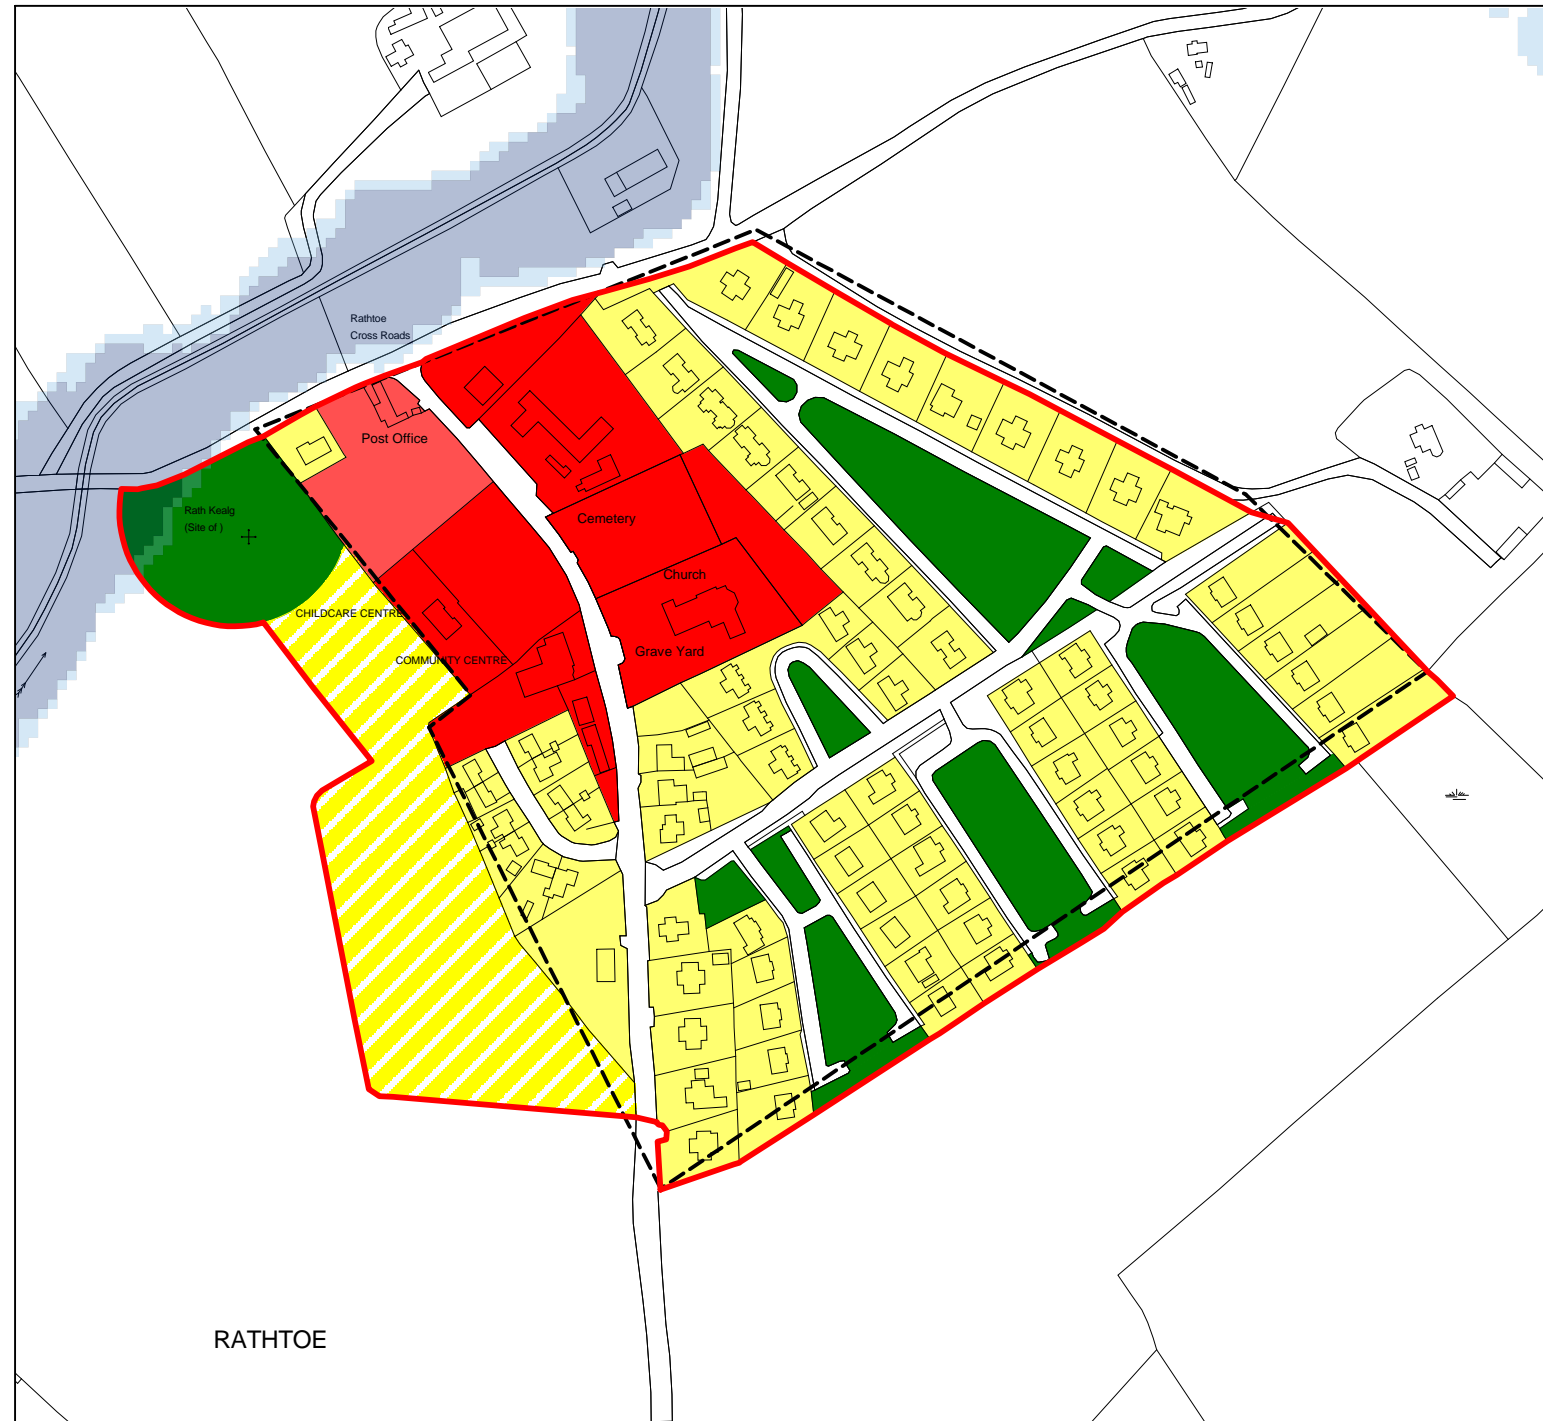 Rathtoe
Cross Roads
Post Office
Rath Kealg
(Site of )
Cemetery
Church
CHILDCARE CENTRE
COMMUNITY CENTRE
Grave Yard
RATHTOE